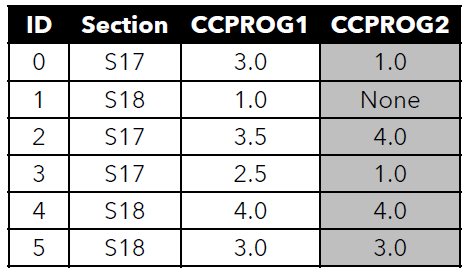 ID Section CCPROG1 CCPROG2
0 S17 3.0 1.0
1 S18 1.0 None
2 S17 3.5 4.0
3 S17 2.5 1.0
4 S18 4.0 4.0
5 S18 3.0 3.0